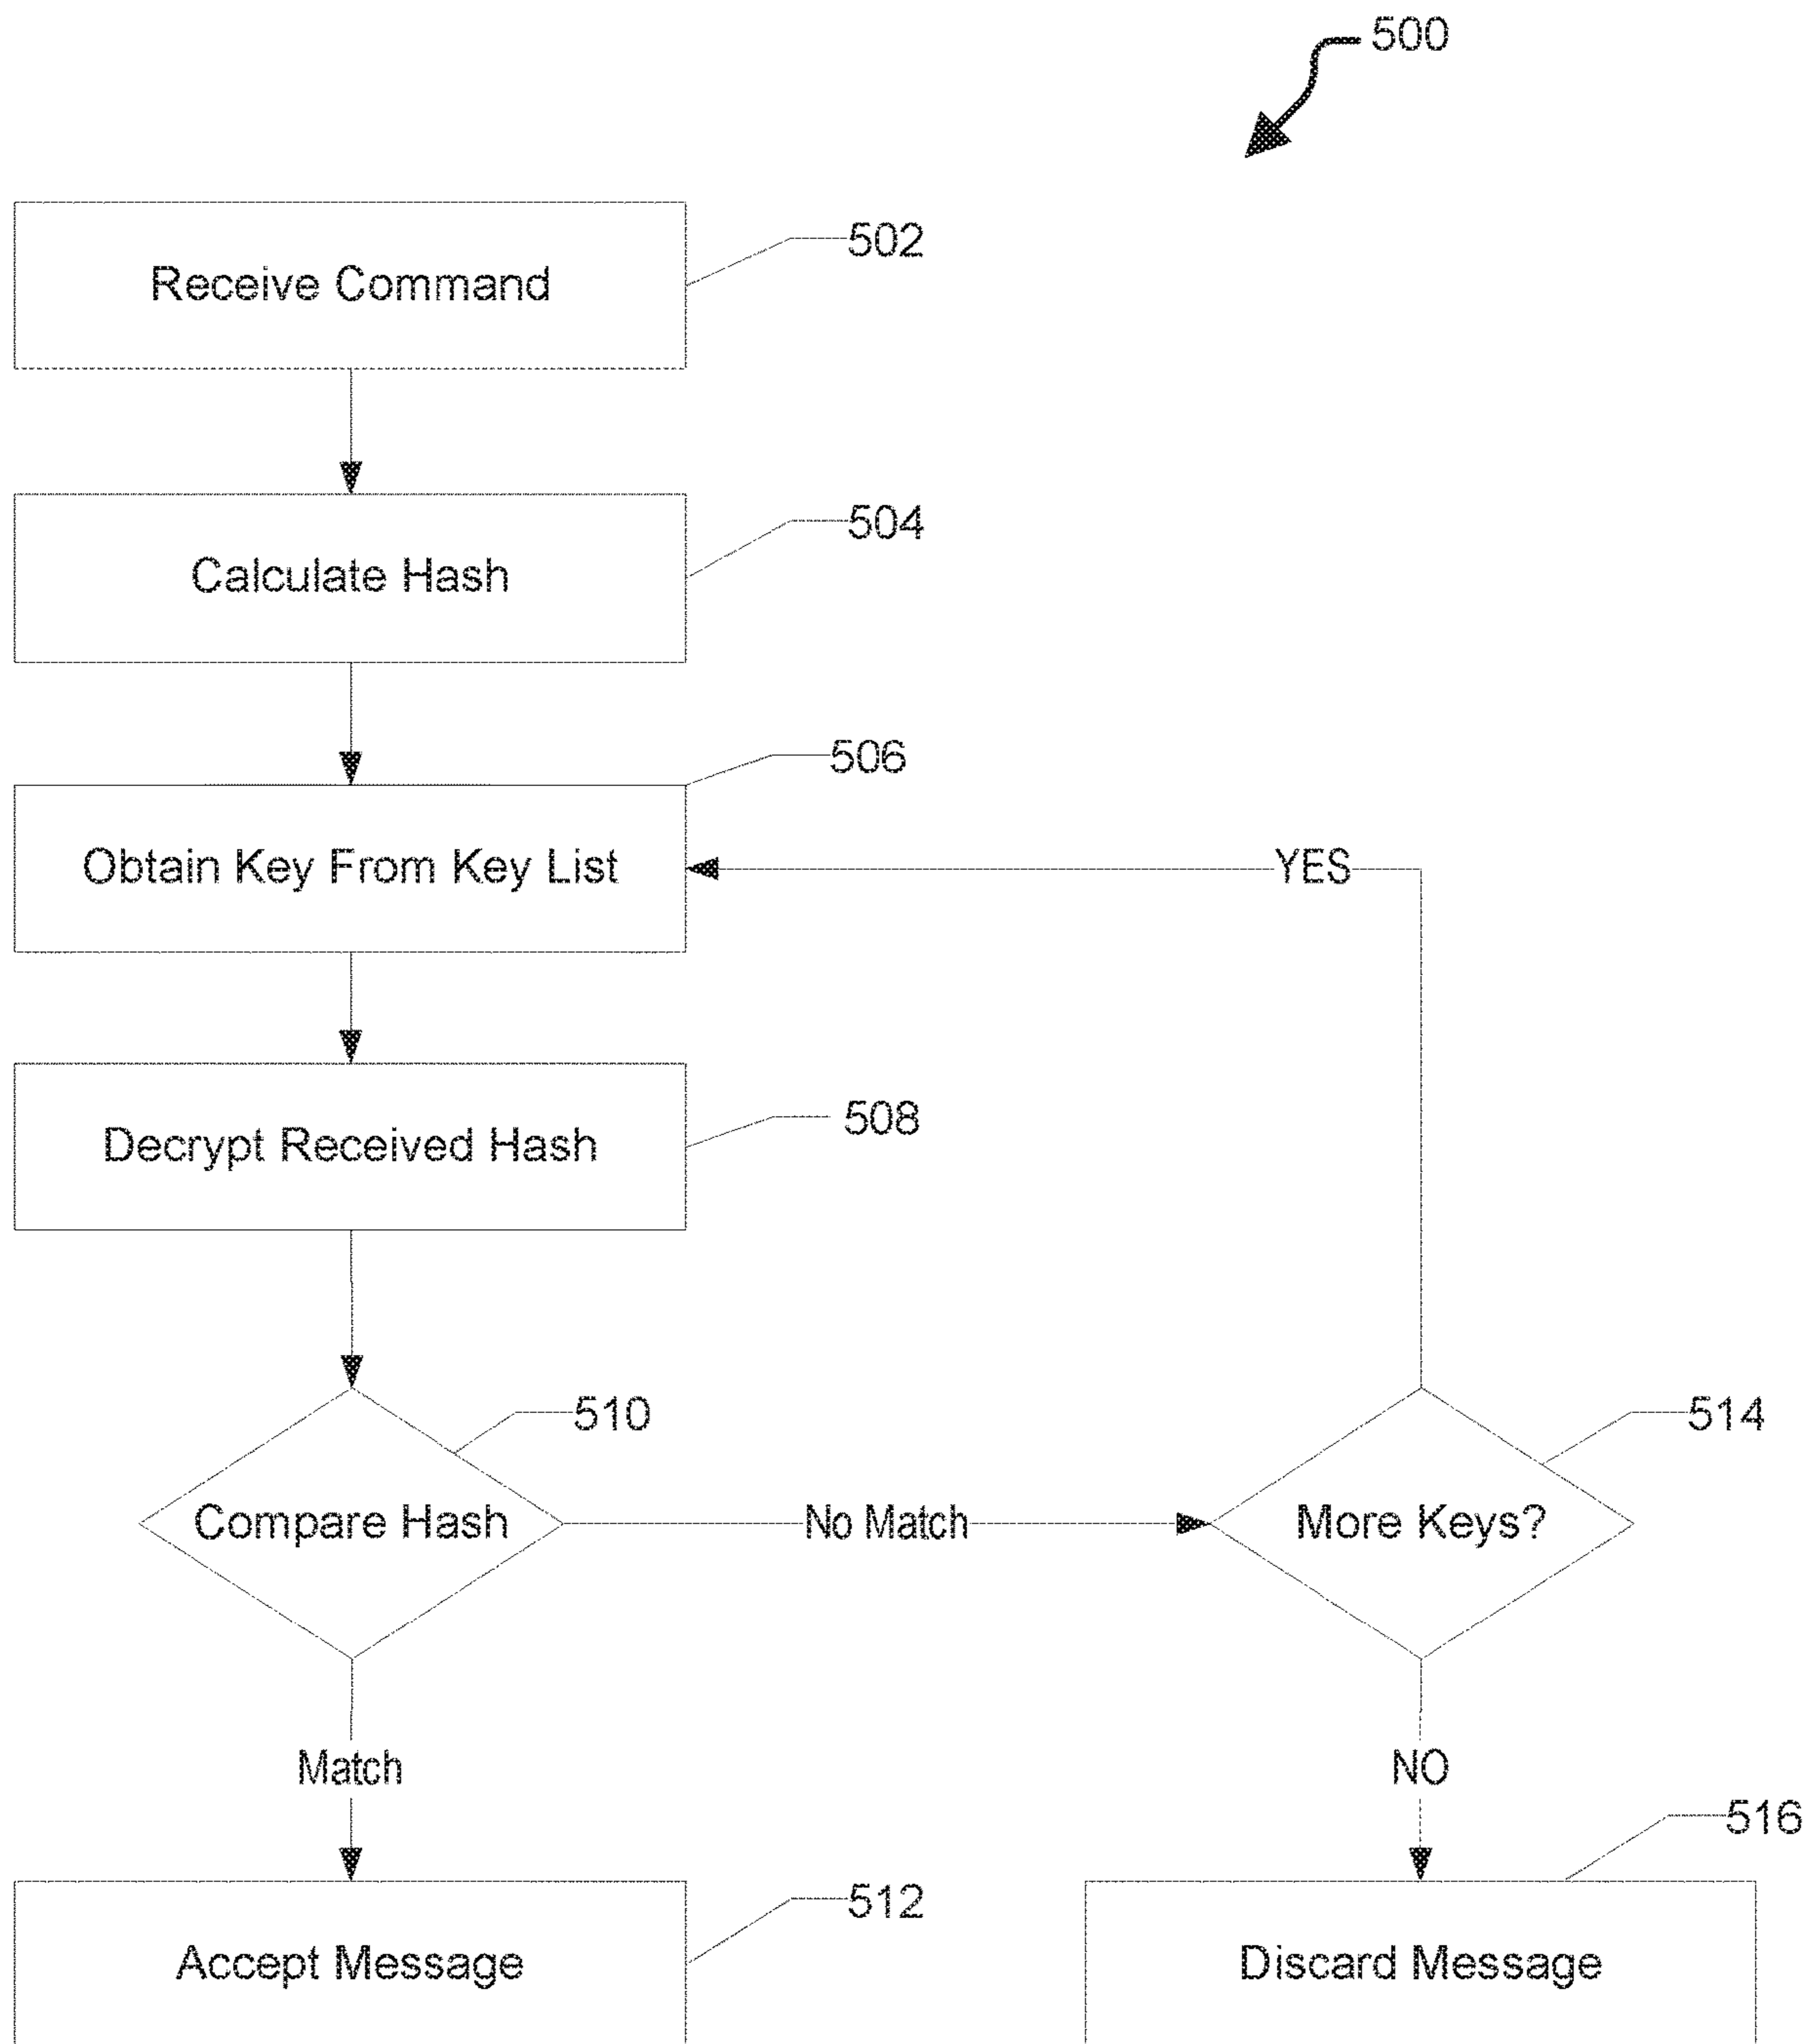 500
Receive Command
502
Calculate Hash
504
506
Obtain Key From Key List
YES
Decrypt Received Hash
508
510
514
Compare Hash
No Match
More Keys?
Match
NO
516
512
Accept Message
Discard Message